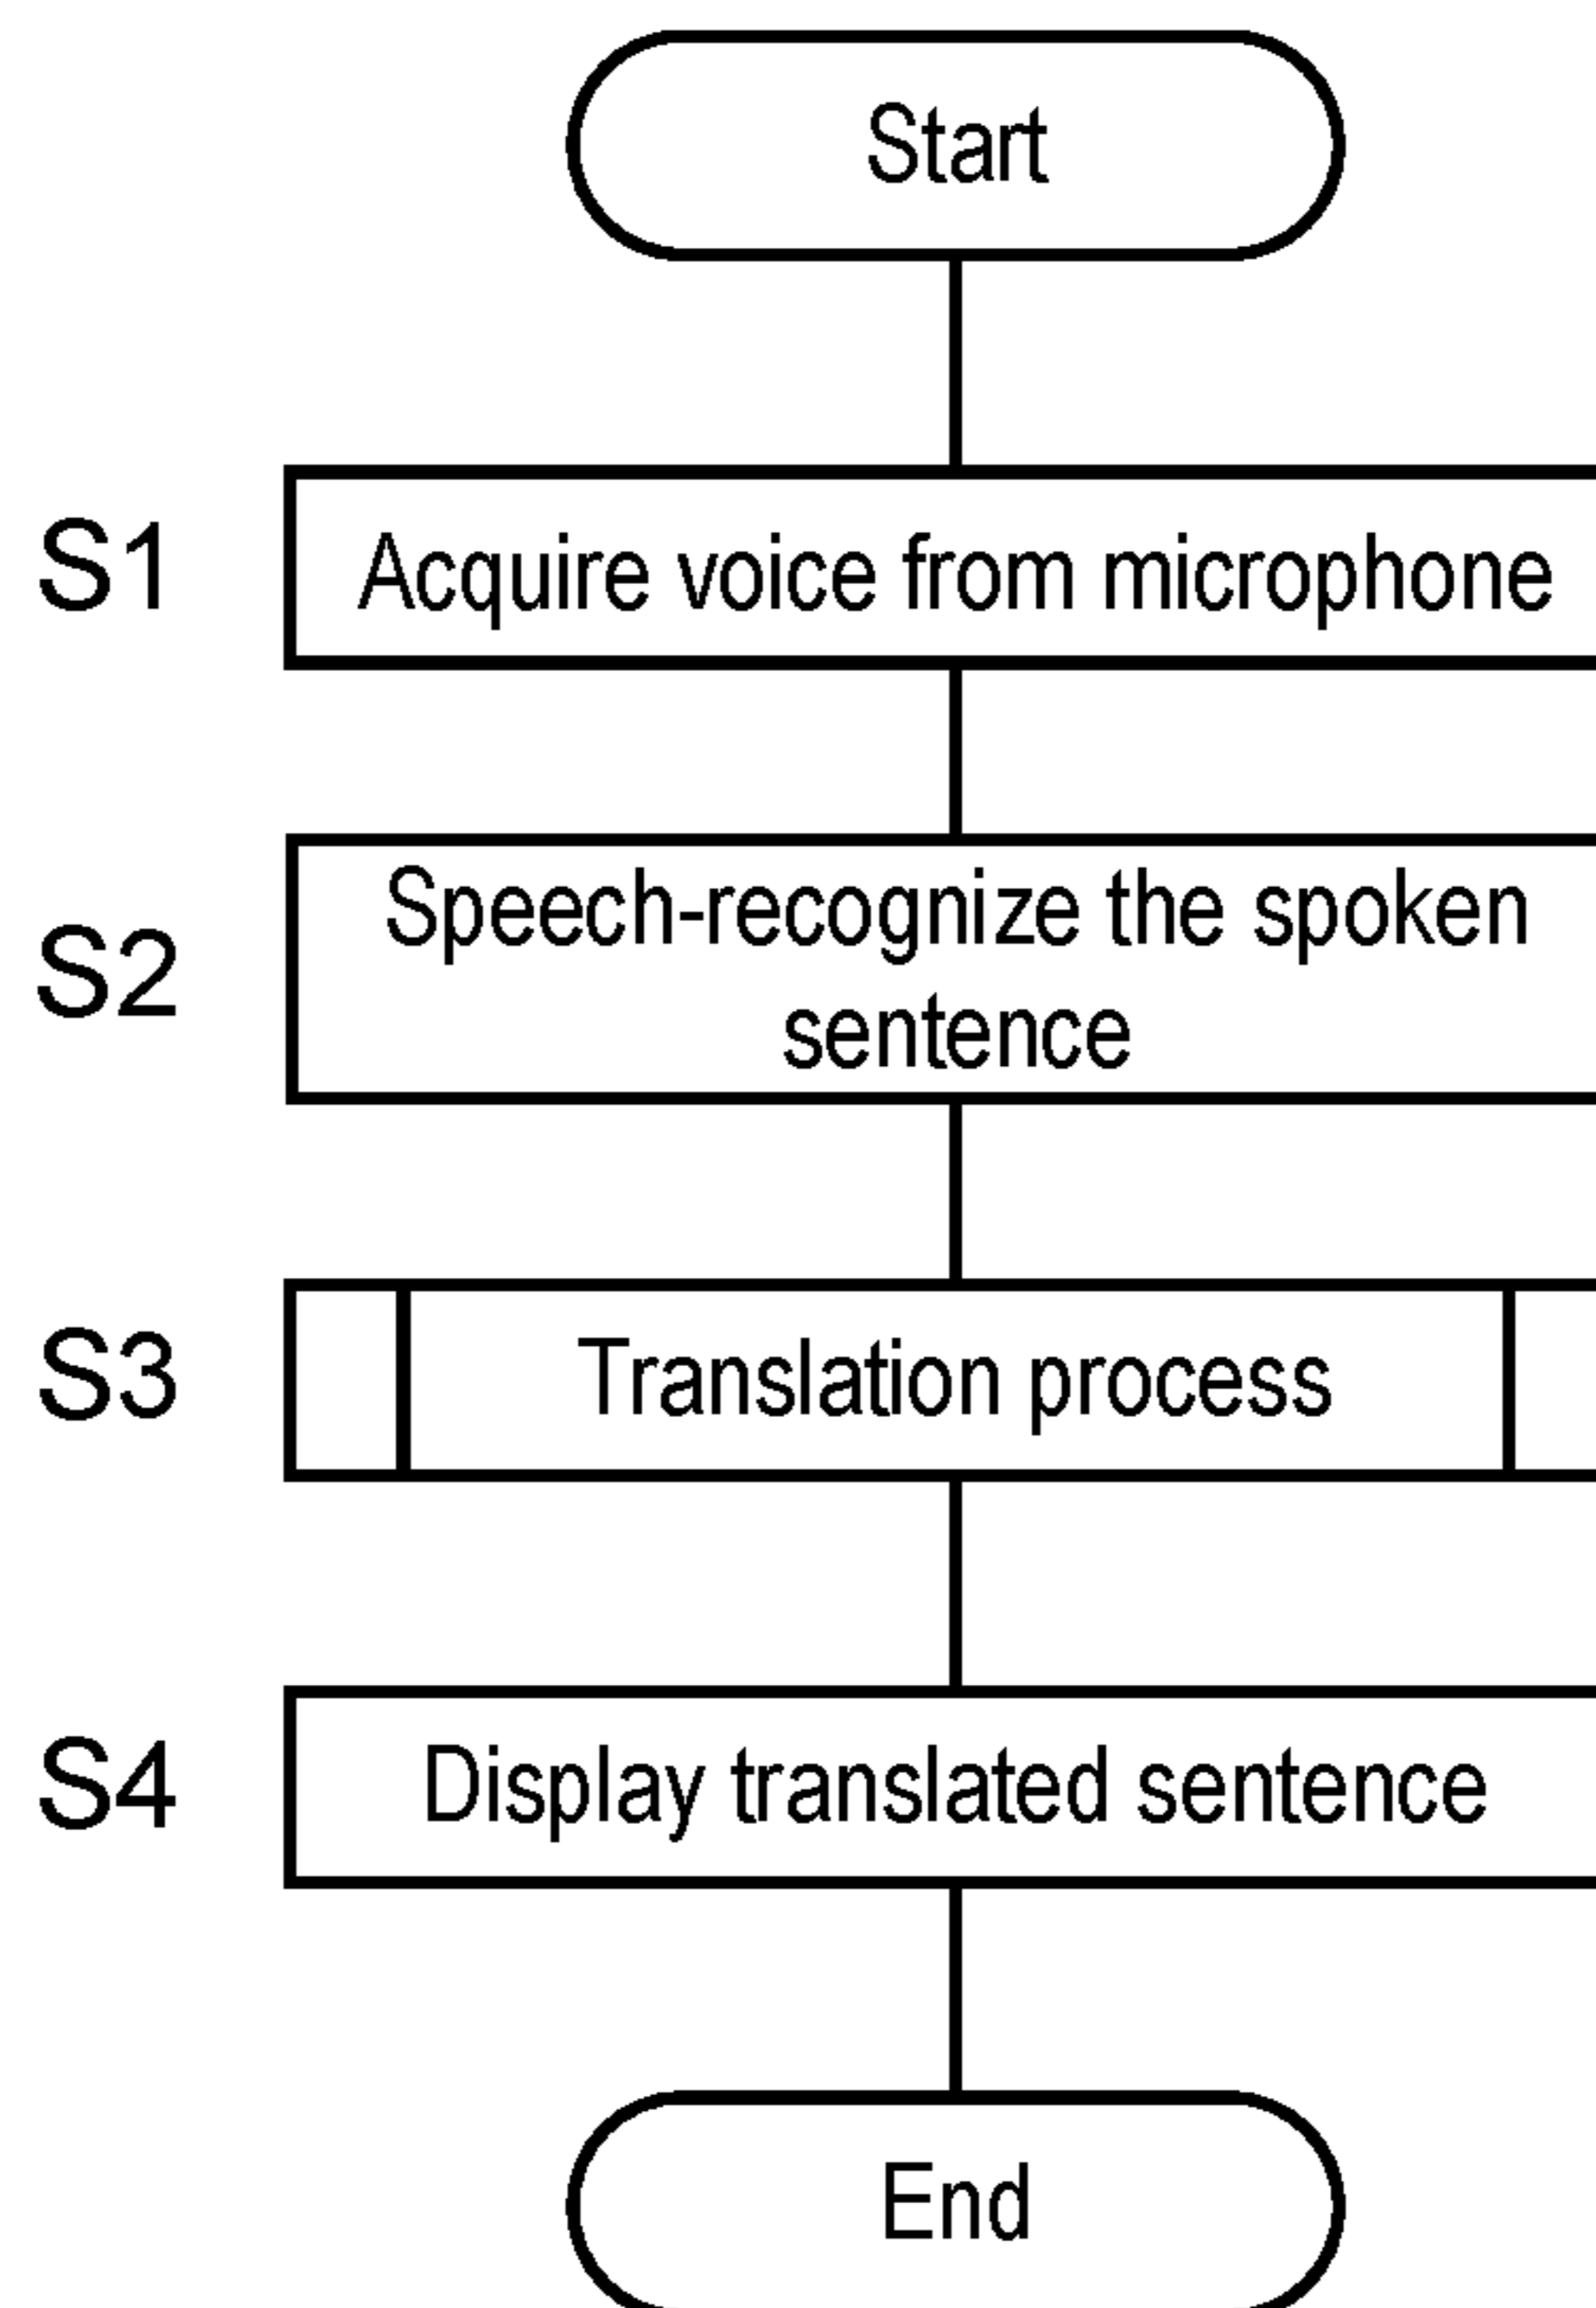 Start
S1
Acquire voice from microphone
S2
Speech-recognize the spoken
sentence
S3
Translation process
S4
Display translated sentence
End